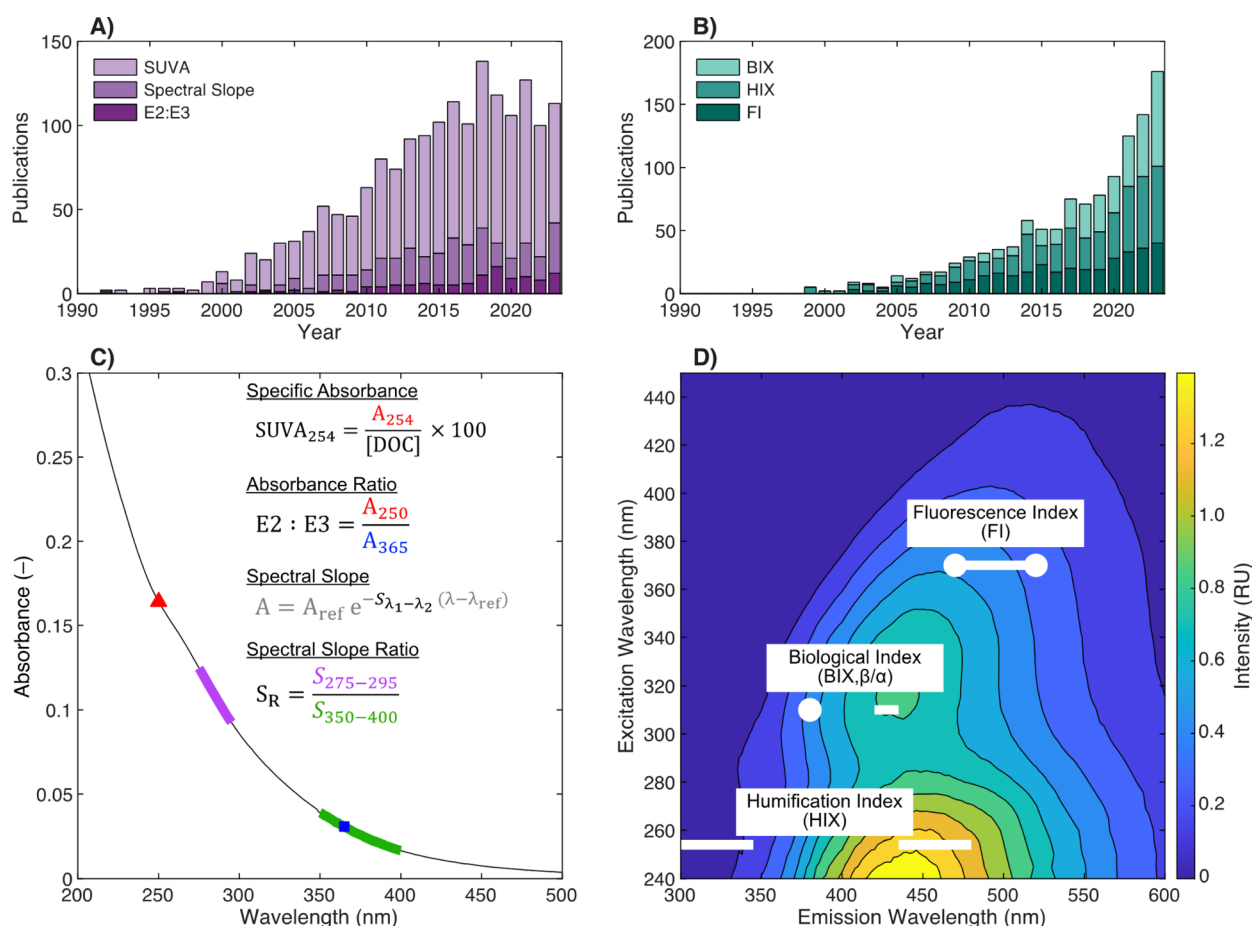 A)
150
100
50
0
Publications
SUVA
Spectral Slope
E2:E3
1990 1995 2000 2005 2010 2015 2020
Year
B)
200
150
100
50
0
Publications
BIX
HIX
FI
1990 1995 2000 2005 2010 2015 2020
Year
C)
0.3
0.25
0.2
0.15
0.1
0.05
0
Absorbance (–)
Specific Absorbance
SUVA₂₅₄ = A₂₅₄ / [DOC] × 100
Absorbance Ratio
E2 : E3 = A₂₅₀ / A₃₆₅
Spectral Slope
A = A_ref e^(−S_(λ₁−λ₂) (λ−λ_ref))
Spectral Slope Ratio
S_R = S₂₇₅₋₂₉₅ / S₃₅₀₋₄₀₀
200 250 300 350 400 450 500
Wavelength (nm)
D)
440
420
400
380
360
340
320
300
280
260
240
Excitation Wavelength (nm)
Fluorescence Index
(FI)
Biological Index
(BIX,β/α)
Humification Index
(HIX)
300 350 400 450 500 550 600
Emission Wavelength (nm)
1.2
1.0
0.8
0.6
0.4
0.2
0
Intensity (RU)